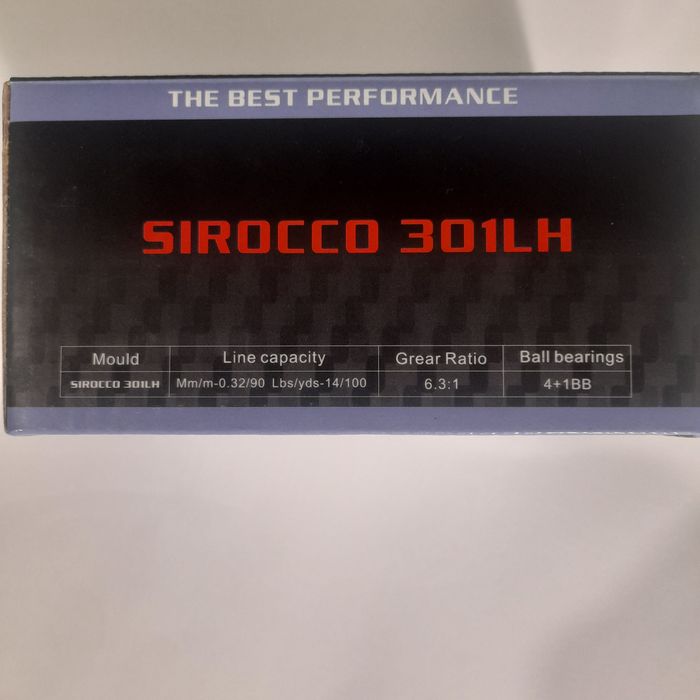 THE BEST PERFORMANCE
SIROCCO 301LH
Mould Line capacity Grear Ratio Ball bearings
SIROCCO 301LH Mm/m-0.32/90 Lbs/yds-14/100 6.3:1 4+1BB